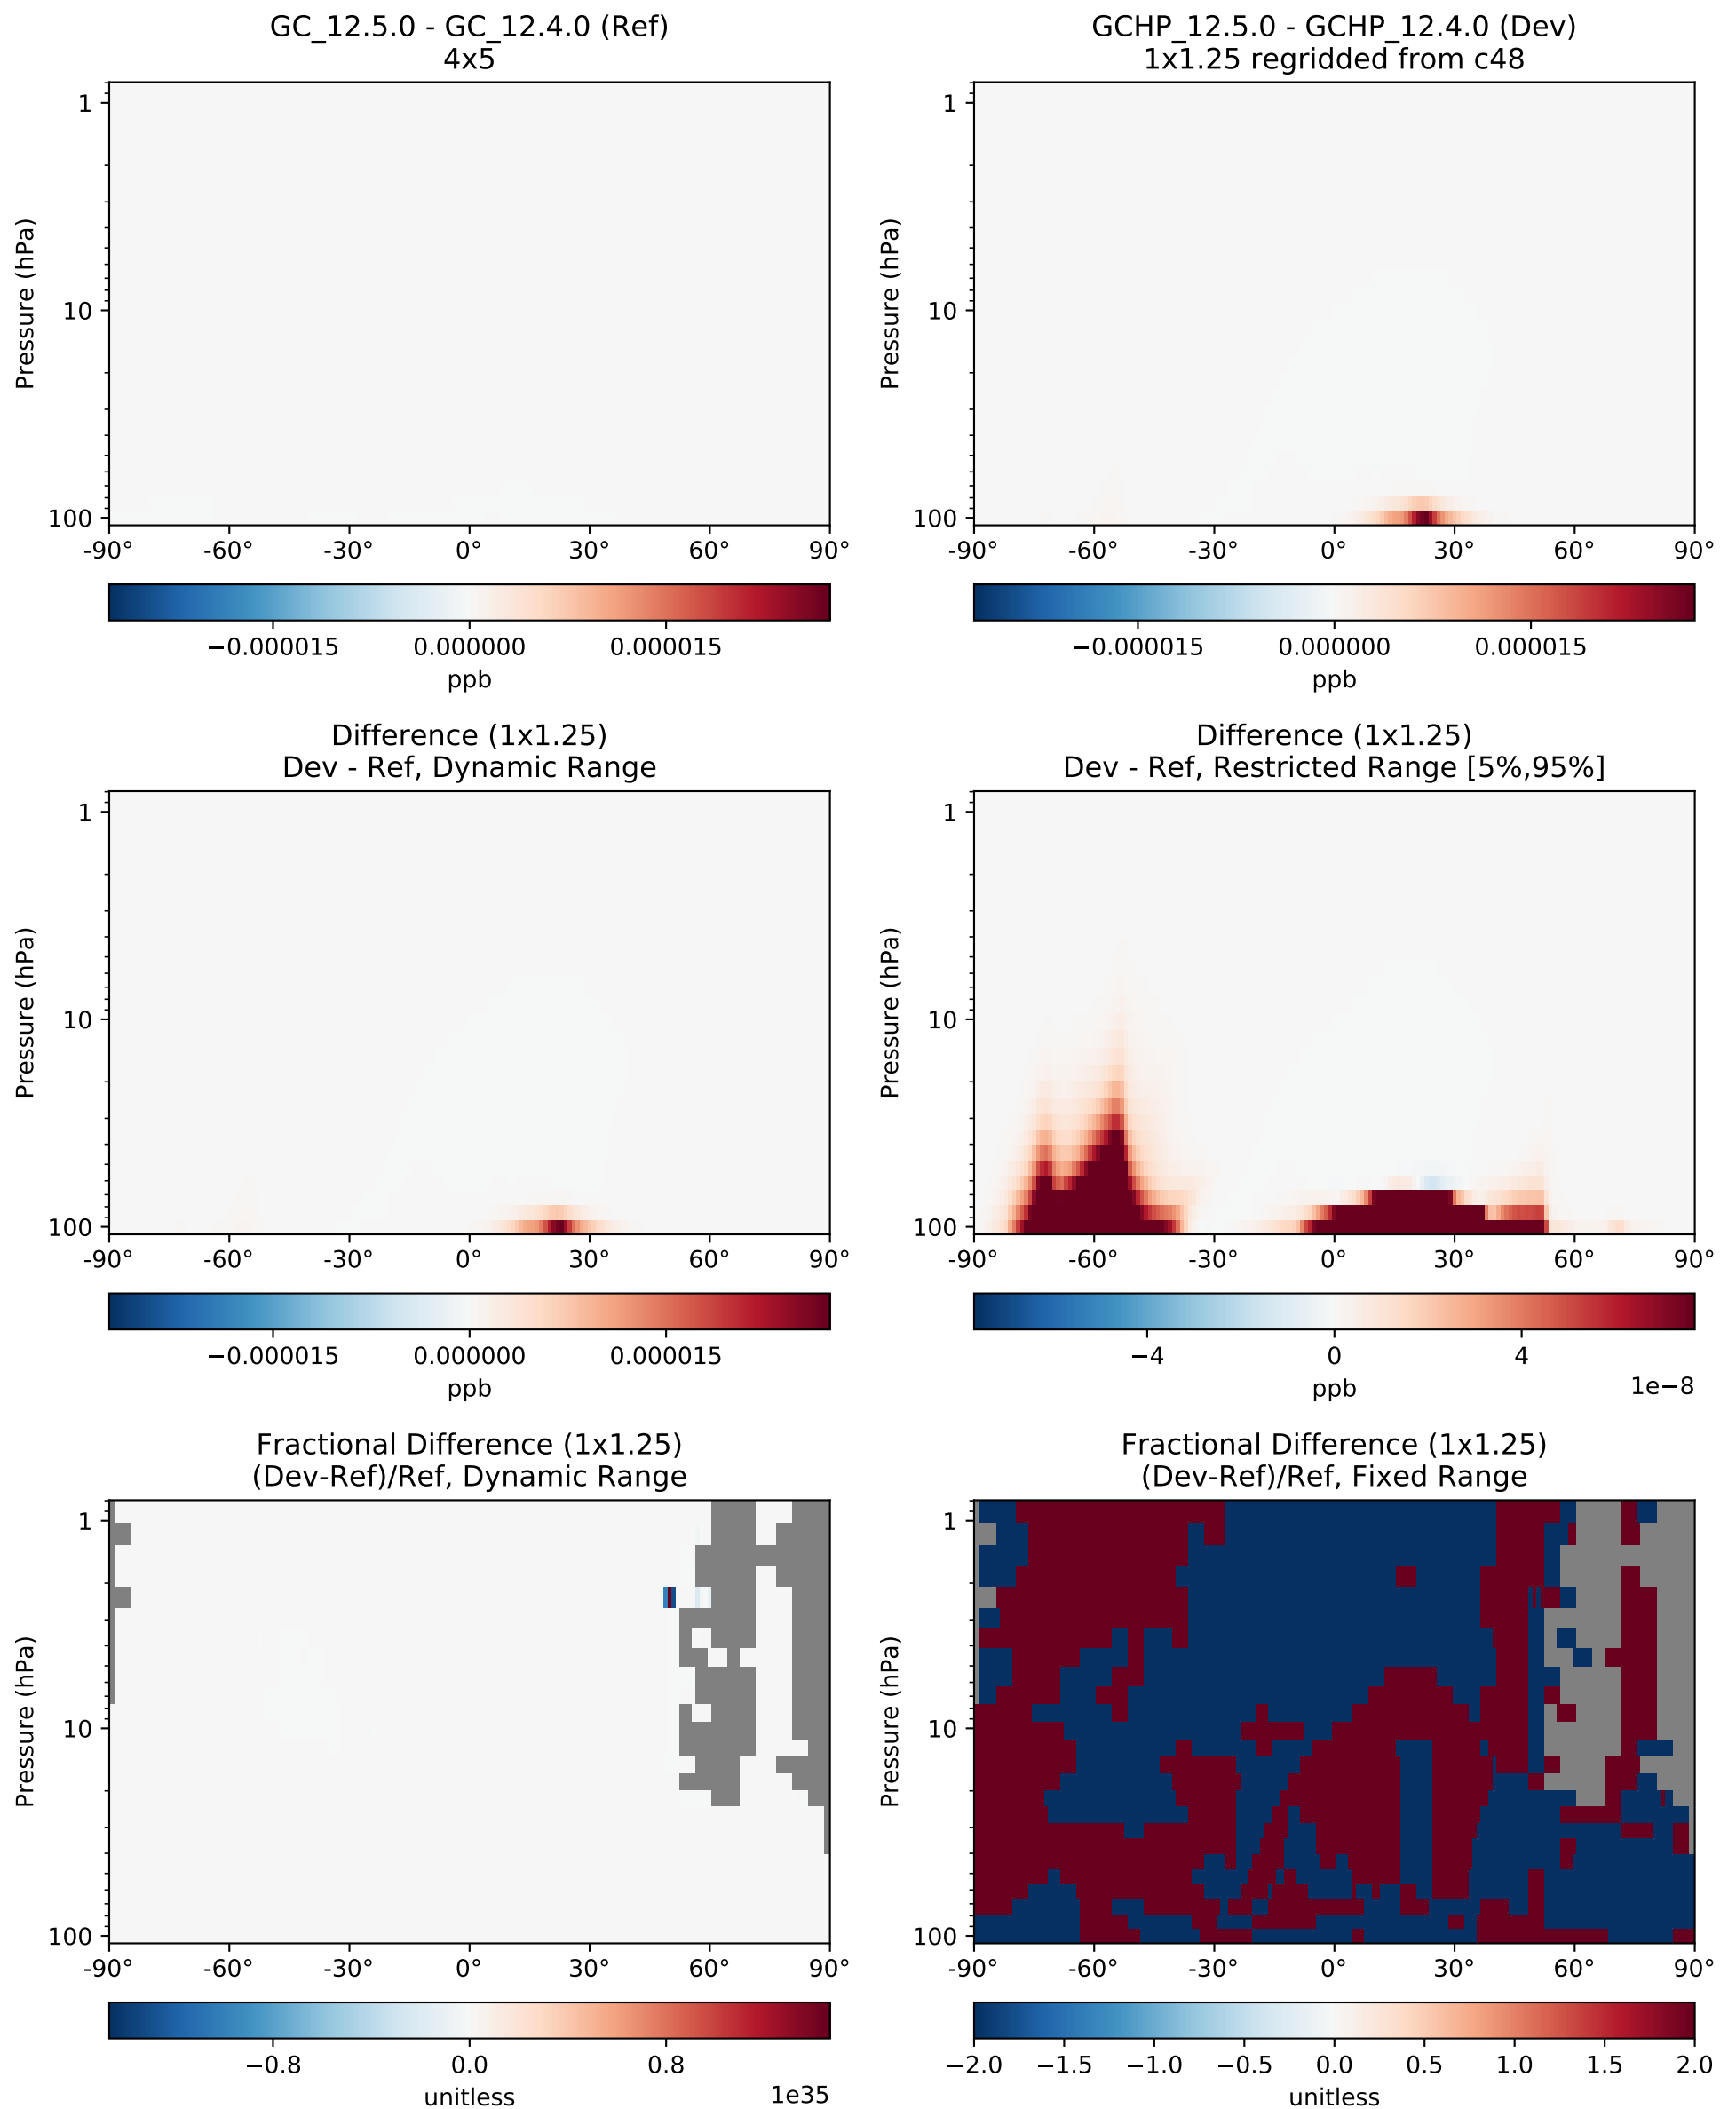 GC_12.5.0 - GC_12.4.0 (Ref)
4x5
Pressure (hPa)
1
10
100
-90° -60° -30° 0° 30° 60° 90°
−0.000015 0.000000 0.000015
ppb
GCHP_12.5.0 - GCHP_12.4.0 (Dev)
1x1.25 regridded from c48
Pressure (hPa)
1
10
100
-90° -60° -30° 0° 30° 60° 90°
−0.000015 0.000000 0.000015
ppb
Difference (1x1.25)
Dev - Ref, Dynamic Range
Pressure (hPa)
1
10
100
-90° -60° -30° 0° 30° 60° 90°
−0.000015 0.000000 0.000015
ppb
Difference (1x1.25)
Dev - Ref, Restricted Range [5%,95%]
Pressure (hPa)
1
10
100
-90° -60° -30° 0° 30° 60° 90°
−4 0 4
ppb 1e−8
Fractional Difference (1x1.25)
(Dev-Ref)/Ref, Dynamic Range
Pressure (hPa)
1
10
100
-90° -60° -30° 0° 30° 60° 90°
−0.8 0.0 0.8
unitless 1e35
Fractional Difference (1x1.25)
(Dev-Ref)/Ref, Fixed Range
Pressure (hPa)
1
10
100
-90° -60° -30° 0° 30° 60° 90°
−2.0 −1.5 −1.0 −0.5 0.0 0.5 1.0 1.5 2.0
unitless